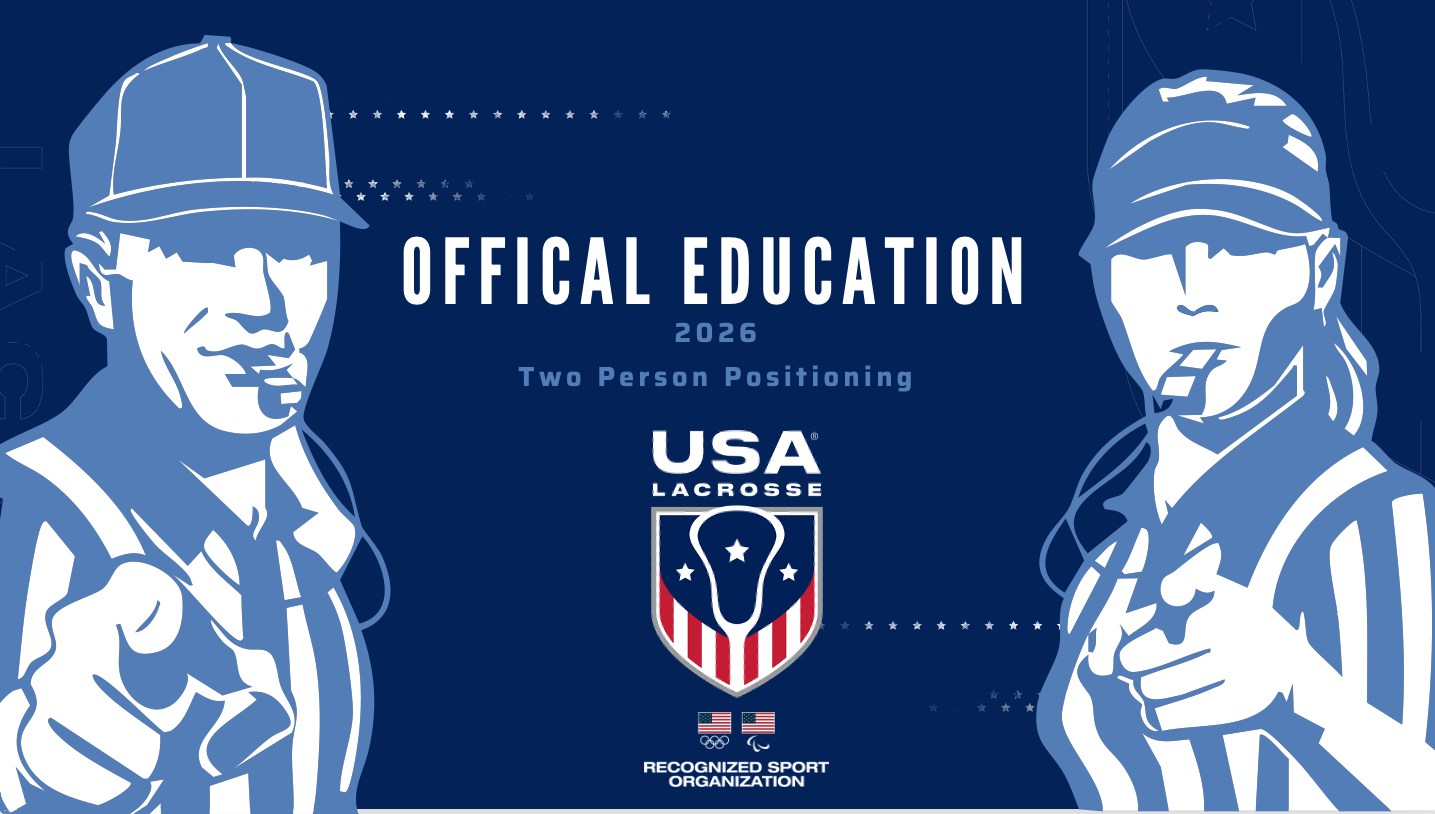 OFFICAL EDUCATION
2026
Two Person Positioning
USA®
LACROSSE
RECOGNIZED SPORT
ORGANIZATION